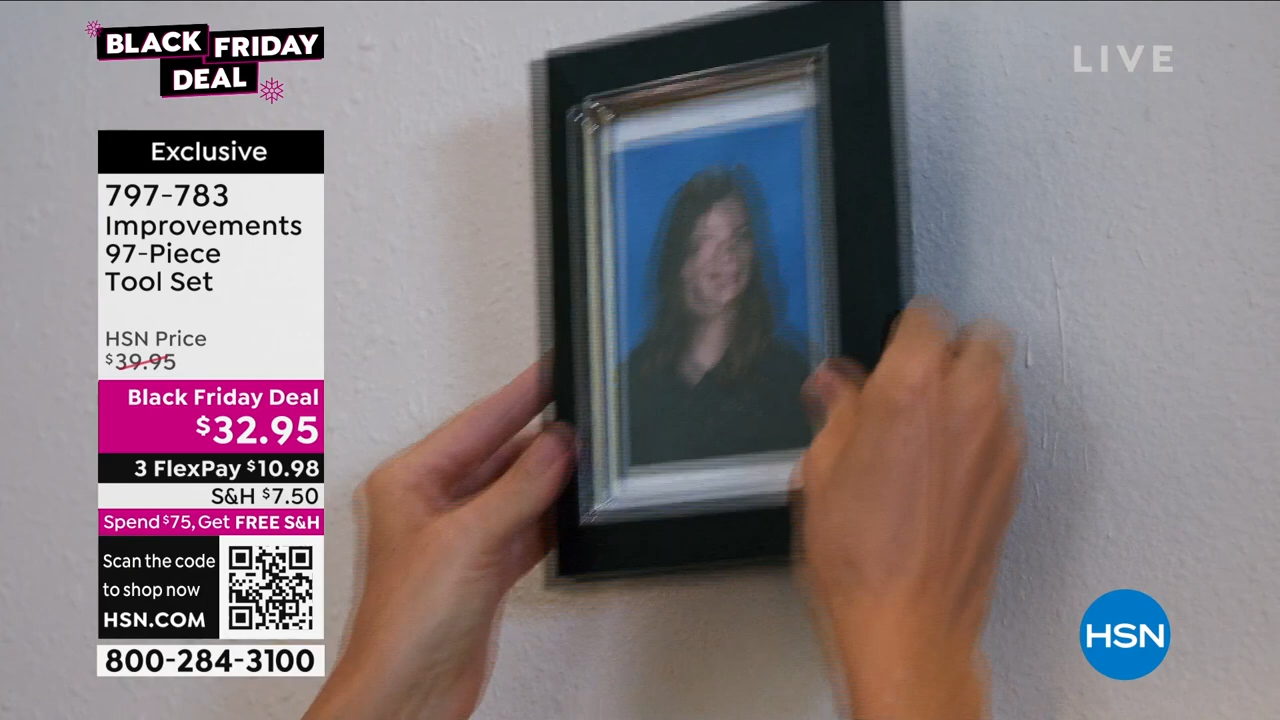 BLACK FRIDAY
DEAL
LIVE
Exclusive
797-783
Improvements
97-Piece
Tool Set
HSN Price
$39.95
Black Friday Deal
$32.95
3 FlexPay $10.98
S&H $7.50
Spend $75, Get FREE S&H
Scan the code
to shop now
HSN.COM
800-284-3100
HSN